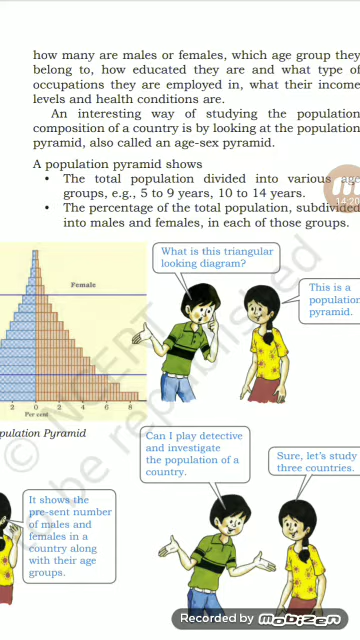 how many are males or females, which age group they
belong to, how educated they are and what type of
occupations they are employed in, what their income
levels and health conditions are.
An interesting way of studying the population
composition of a country is by looking at the population
pyramid, also called an age-sex pyramid.
A population pyramid shows
• The total population divided into various age
groups, e.g., 5 to 9 years, 10 to 14 years.
• The percentage of the total population, subdivided
into males and females, in each of those groups.
14:20
Female
2 0 2 4 6 8
Per cent
pulation Pyramid
What is this triangular
looking diagram?
This is a
population
pyramid.
Can I play detective
and investigate
the population of a
country.
Sure, let's study
three countries.
It shows the
pre-sent number
of males and
females in a
country along
with their age
groups.
© NCERT
to be republished
Recorded by mobizen